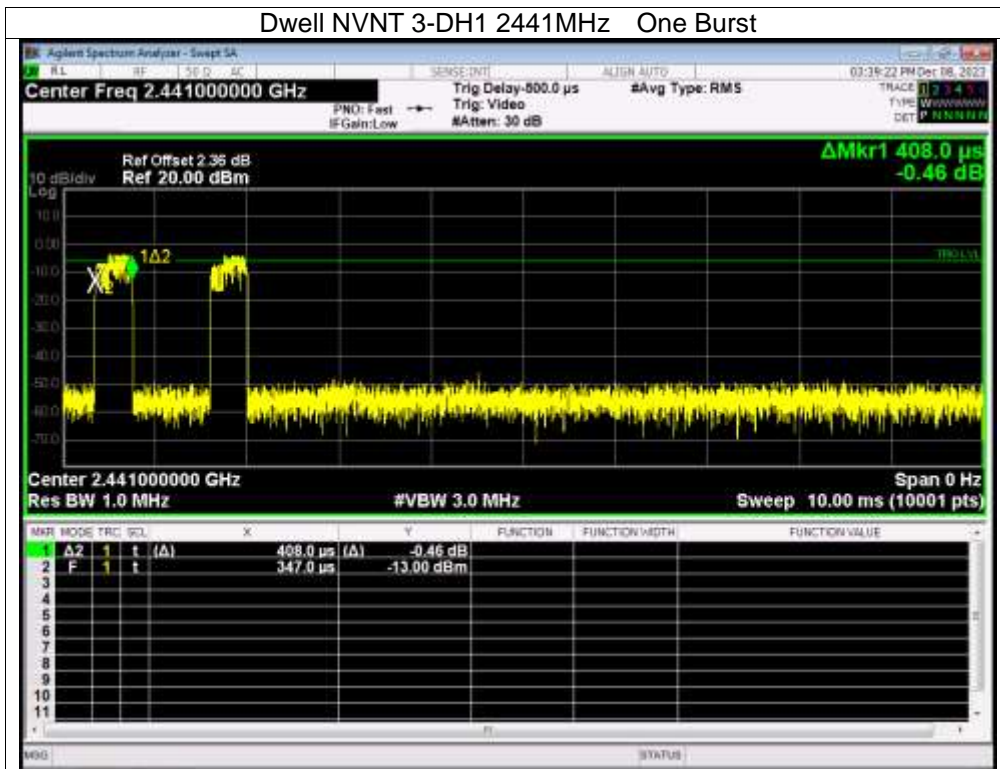 Dwell NVNT 3-DH1 2441MHz One Burst
Agilent Spectrum Analyzer - Swept SA
RL RF 50 Ω AC SENSE:INT ALIGN AUTO 03:39:22 PM Dec 08, 2023
Center Freq 2.441000000 GHz Trig Delay-800.0 µs #Avg Type: RMS TRACE 1 2 3 4 5 6
PNO: Fast Trig: Video TYPE W
IFGain:Low #Atten: 30 dB DET P N N N N N
ΔMkr1 408.0 µs
Ref Offset 2.36 dB
-0.46 dB
10 dB/div Ref 20.00 dBm
Log
10.0
0.00
1Δ2
TRIG LVL
-10.0
-20.0
-30.0
-40.0
-50.0
-60.0
-70.0
Center 2.441000000 GHz Span 0 Hz
Res BW 1.0 MHz #VBW 3.0 MHz Sweep 10.00 ms (10001 pts)
MKR MODE TRC SCL X Y FUNCTION FUNCTION WIDTH FUNCTION VALUE
1 Δ2 1 t (Δ) 408.0 µs (Δ) -0.46 dB
2 F 1 t 347.0 µs -13.00 dBm
3
4
5
6
7
8
9
10
11
MSG STATUS